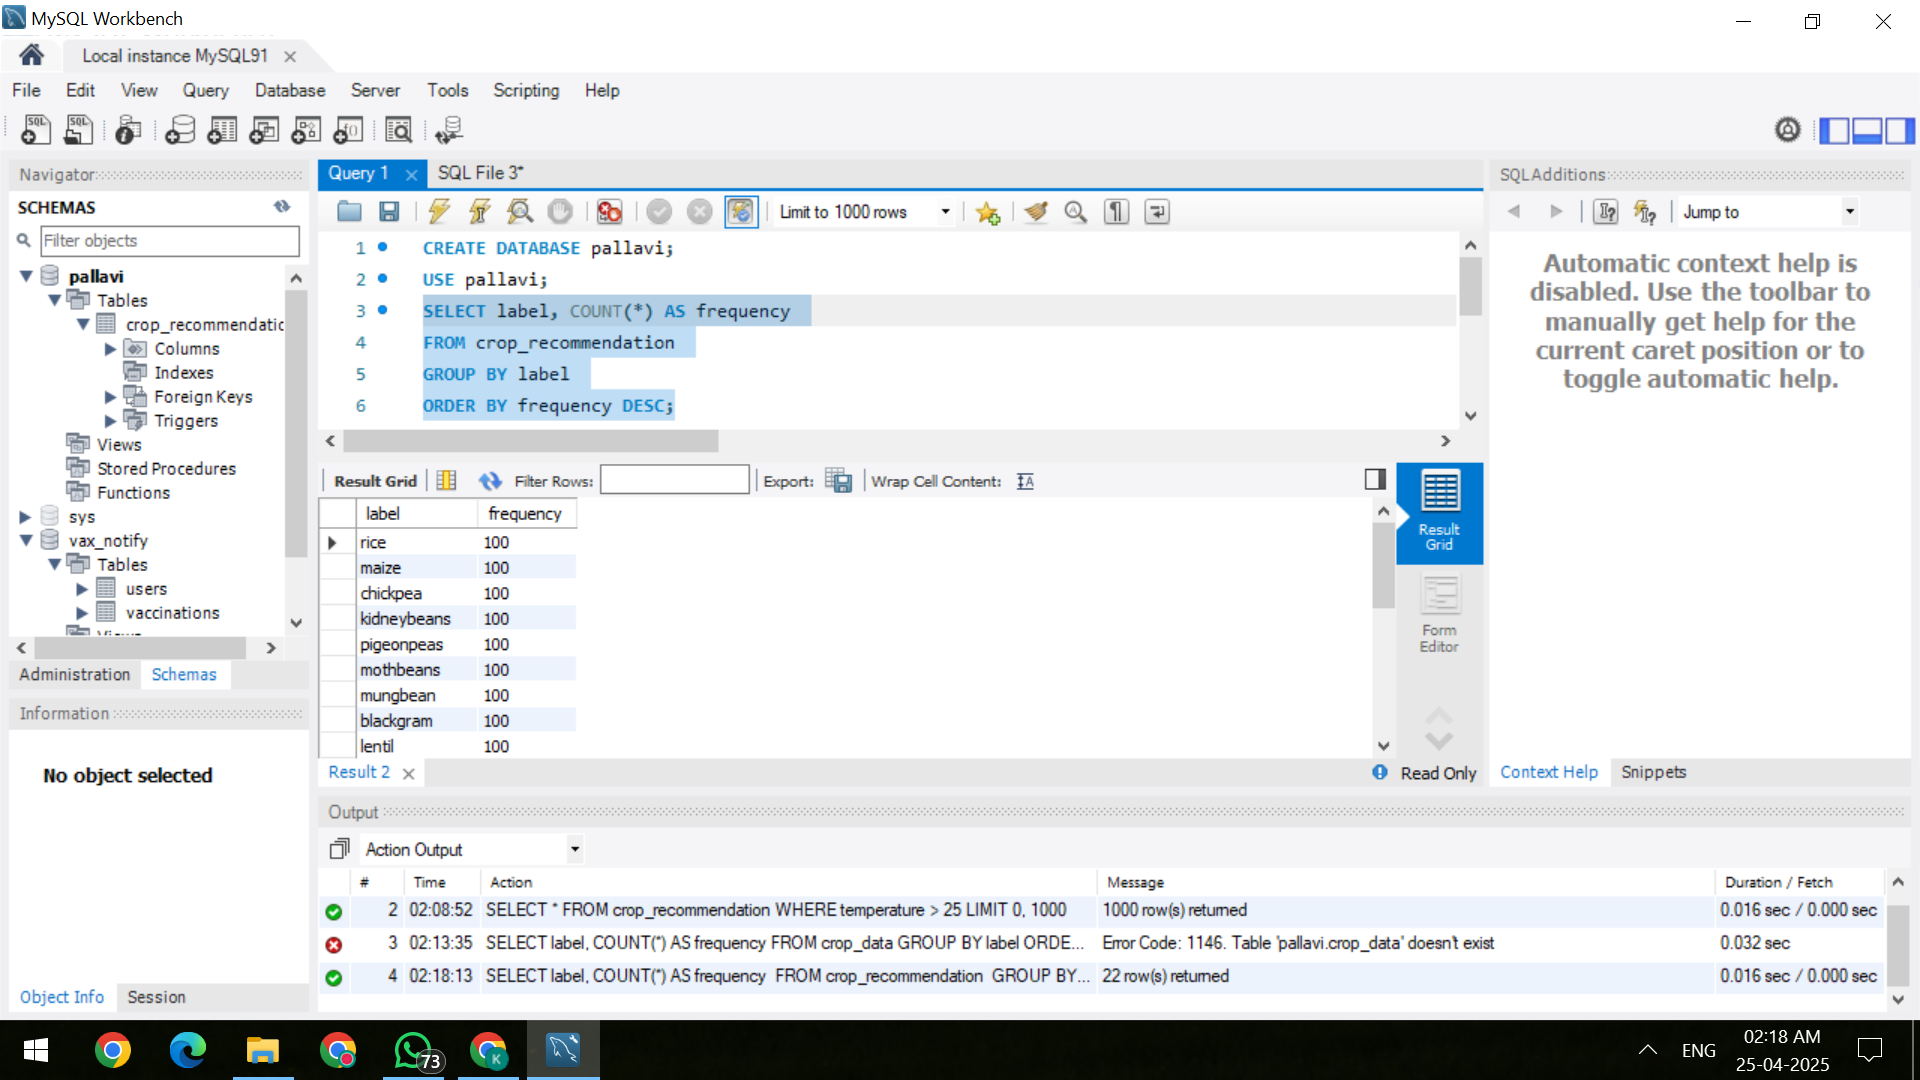 MySQL Workbench
Local instance MySQL91
File Edit View Query Database Server Tools Scripting Help
Navigator
SCHEMAS
Filter objects
pallavi
Tables
crop_recommendatic
Columns
Indexes
Foreign Keys
Triggers
Views
Stored Procedures
Functions
sys
vax_notify
Tables
users
vaccinations
Views
Administration Schemas
Information
No object selected
Object Info Session
Query 1 SQL File 3*
Limit to 1000 rows
1 CREATE DATABASE pallavi;
2 USE pallavi;
3 SELECT label, COUNT(*) AS frequency
4 FROM crop_recommendation
5 GROUP BY label
6 ORDER BY frequency DESC;
Result Grid Filter Rows: Export: Wrap Cell Content:
label frequency
rice 100
maize 100
chickpea 100
kidneybeans 100
pigeonpeas 100
mothbeans 100
mungbean 100
blackgram 100
lentil 100
Result Grid
Form Editor
Result 2
Read Only
SQLAdditions
Jump to
Automatic context help is
disabled. Use the toolbar to
manually get help for the
current caret position or to
toggle automatic help.
Context Help Snippets
Output
Action Output
# Time Action Message Duration / Fetch
2 02:08:52 SELECT * FROM crop_recommendation WHERE temperature > 25 LIMIT 0, 1000 1000 row(s) returned 0.016 sec / 0.000 sec
3 02:13:35 SELECT label, COUNT(*) AS frequency FROM crop_data GROUP BY label ORDE... Error Code: 1146. Table 'pallavi.crop_data' doesn't exist 0.032 sec
4 02:18:13 SELECT label, COUNT(*) AS frequency FROM crop_recommendation GROUP BY... 22 row(s) returned 0.016 sec / 0.000 sec
73
K
ENG
02:18 AM
25-04-2025